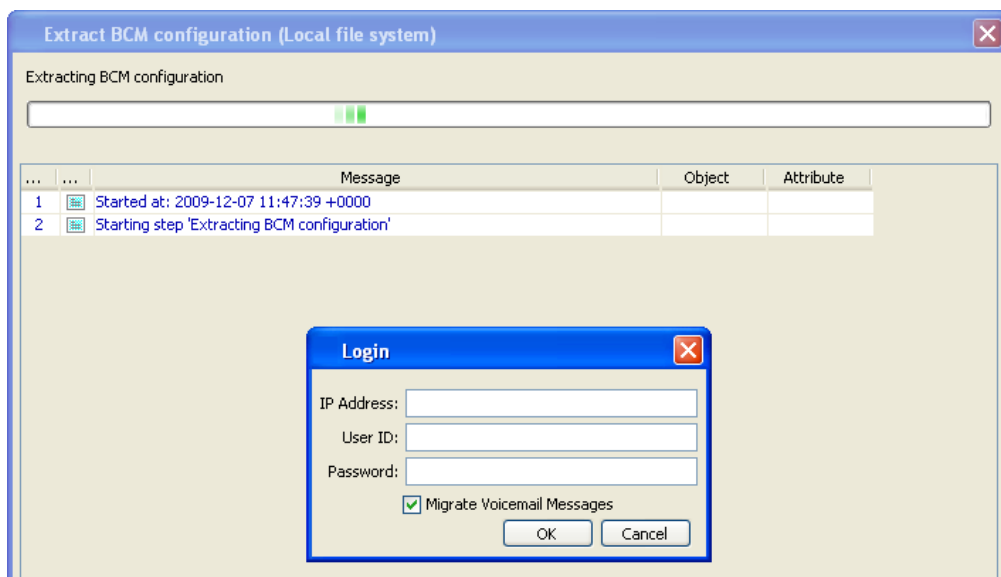 Extract BCM configuration (Local file system)
Extracting BCM configuration
... ... Message Object Attribute
1 Started at: 2009-12-07 11:47:39 +0000
2 Starting step 'Extracting BCM configuration'
Login
IP Address:
User ID:
Password:
Migrate Voicemail Messages
OK Cancel